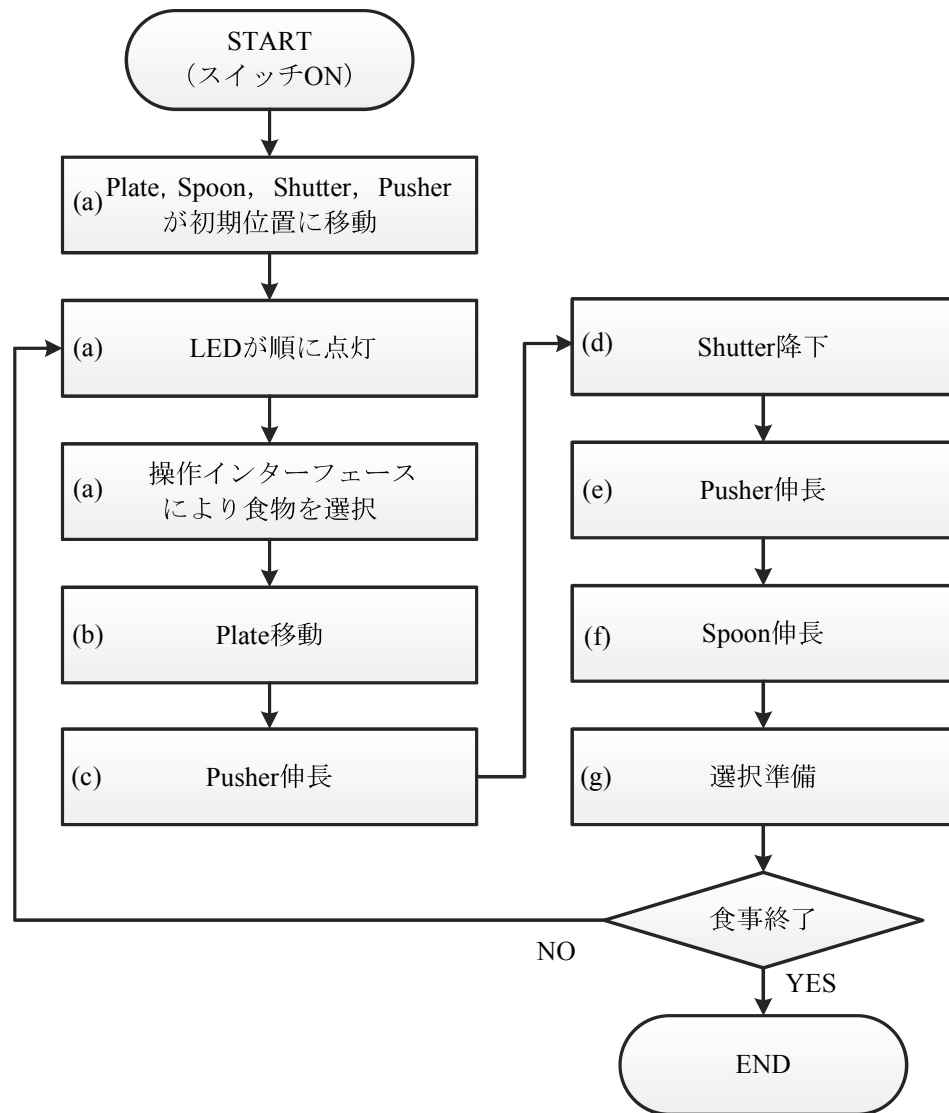 START
（スイッチON）
(a) Plate, Spoon, Shutter, Pusher
が初期位置に移動
(a) LEDが順に点灯
(a) 操作インターフェース
により食物を選択
(b) Plate移動
(c) Pusher伸長
(d) Shutter降下
(e) Pusher伸長
(f) Spoon伸長
(g) 選択準備
食事終了
NO
YES
END